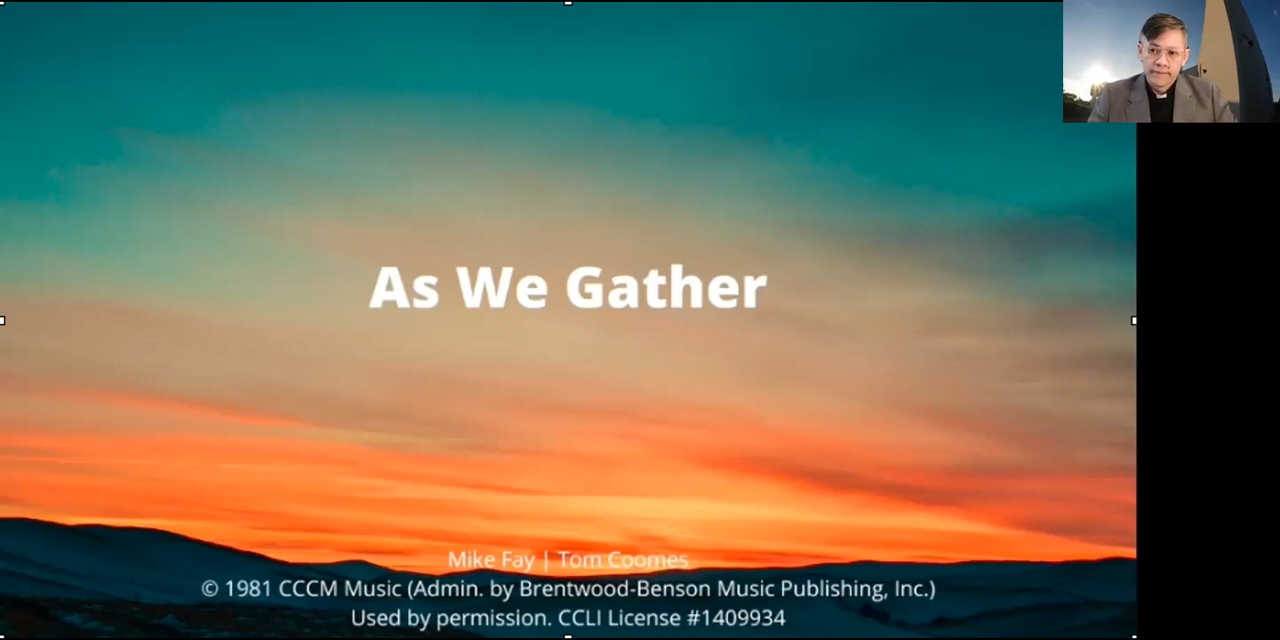 As We Gather
Mike Fay | Tom Coomes
© 1981 CCCM Music (Admin. by Brentwood-Benson Music Publishing, Inc.)
Used by permission. CCLI License #1409934